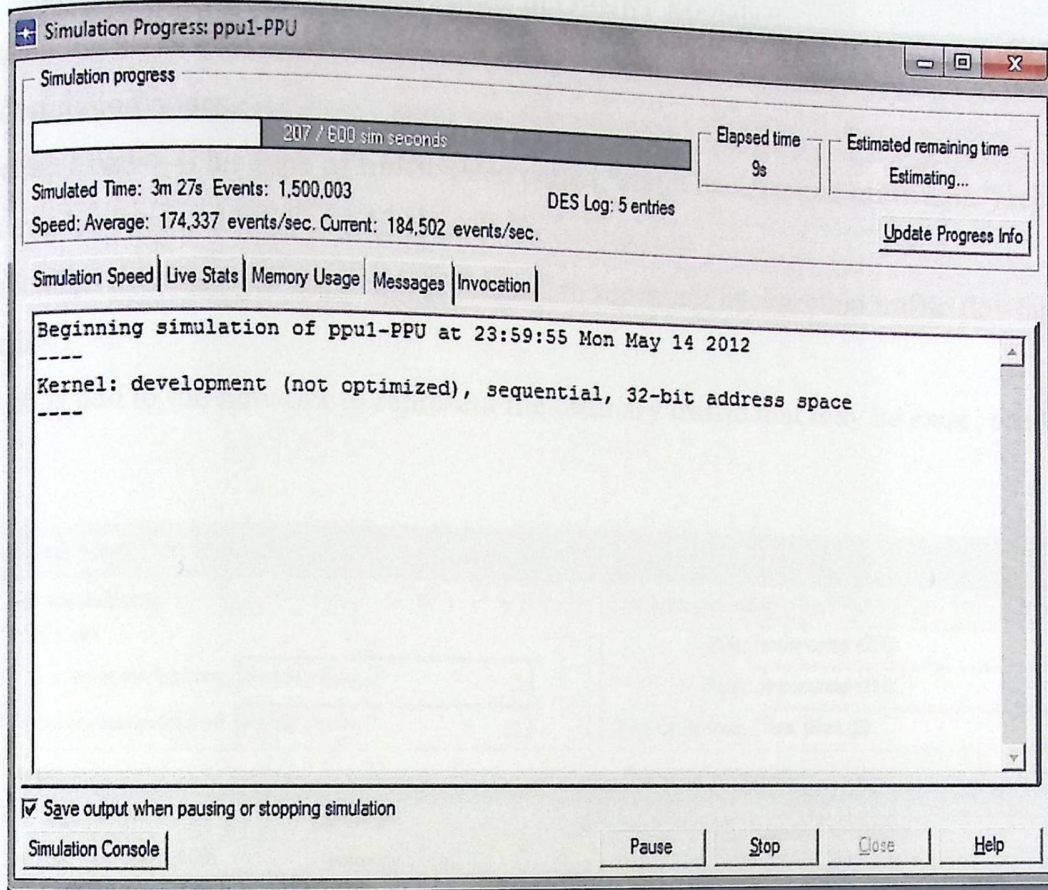 Simulation Progress: ppu1-PPU
Simulation progress
207 / 600 sim seconds
Elapsed time
9s
Estimated remaining time
Estimating...
Simulated Time: 3m 27s Events: 1,500,003
DES Log: 5 entries
Speed: Average: 174,337 events/sec. Current: 184,502 events/sec.
Update Progress Info
Simulation Speed Live Stats Memory Usage Messages Invocation
Beginning simulation of ppu1-PPU at 23:59:55 Mon May 14 2012
----
Kernel: development (not optimized), sequential, 32-bit address space
----
Save output when pausing or stopping simulation
Simulation Console Pause Stop Close Help